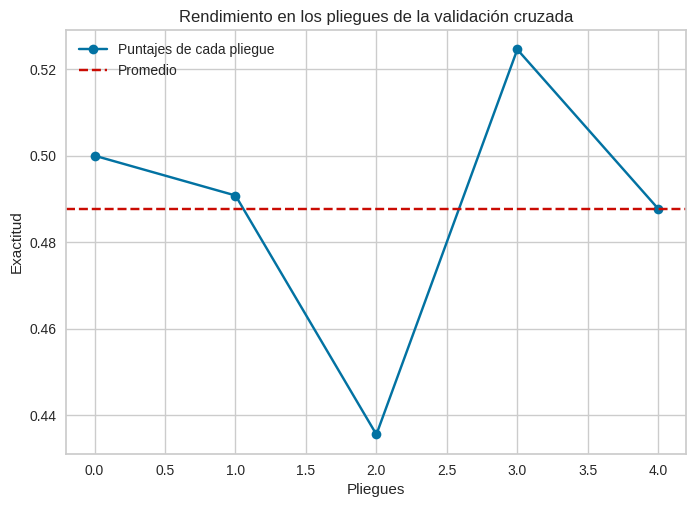 Rendimiento en los pliegues de la validación cruzada
Puntajes de cada pliegue
Promedio
0.52
0.50
0.48
0.46
0.44
Exactitud
0.0 0.5 1.0 1.5 2.0 2.5 3.0 3.5 4.0
Pliegues